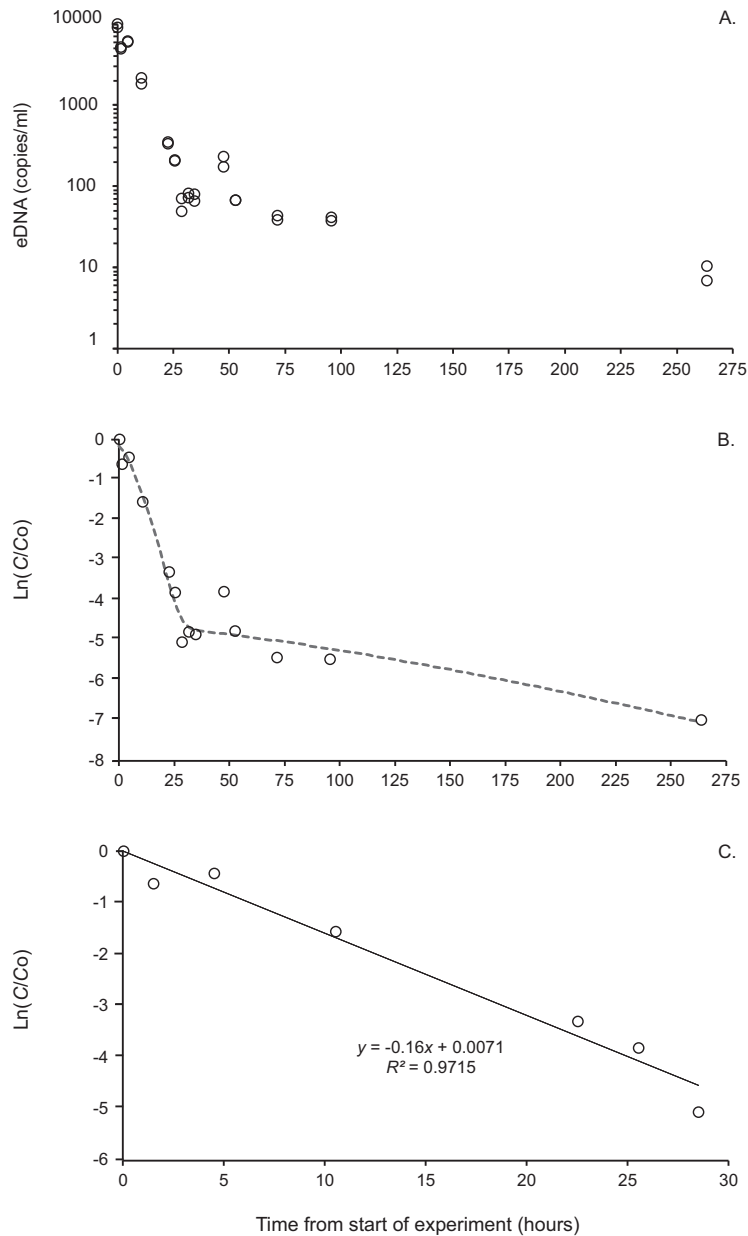 A.
eDNA (copies/ml)
10000
1000
100
10
1
0 25 50 75 100 125 150 175 200 225 250 275
B.
Ln(C/Co)
0
-1
-2
-3
-4
-5
-6
-7
-8
0 25 50 75 100 125 150 175 200 225 250 275
C.
Ln(C/Co)
0
-1
-2
-3
-4
-5
-6
y = -0.16x + 0.0071
R² = 0.9715
0 5 10 15 20 25 30
Time from start of experiment (hours)